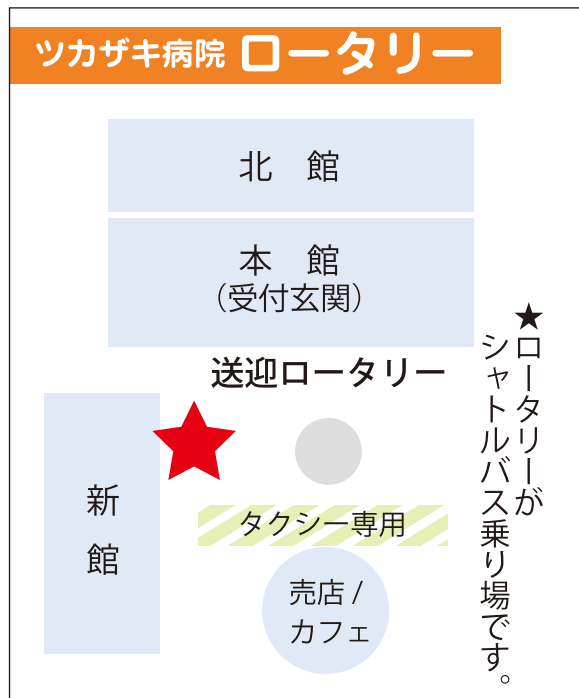 ツカザキ病院 ロータリー
北 館
本 館
（受付玄関）
送迎ロータリー
新
館
タクシー専用
売店 /
カフェ
★ロータリーが
シャトルバス乗り場です。